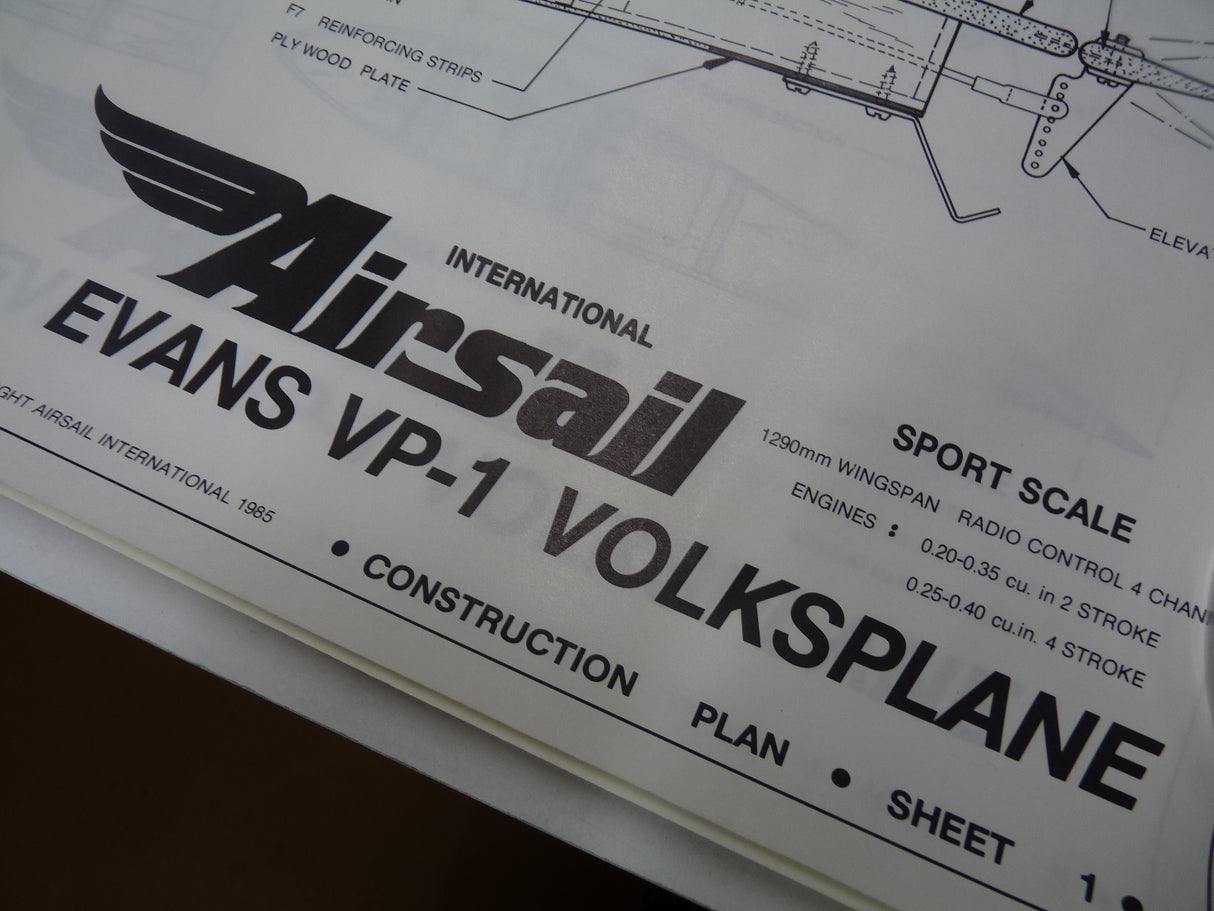 F7 REINFORCING STRIPS
PLYWOOD PLATE
ELEVA
INTERNATIONAL
Airsail
EVANS VP-1 VOLKSPLANE
SPORT SCALE
1290mm WINGSPAN RADIO CONTROL 4 CHAN
ENGINES : 0.20-0.35 cu. in 2 STROKE
0.25-0.40 cu.in. 4 STROKE
GHT AIRSAIL INTERNATIONAL 1985
• CONSTRUCTION PLAN • SHEET 1 •